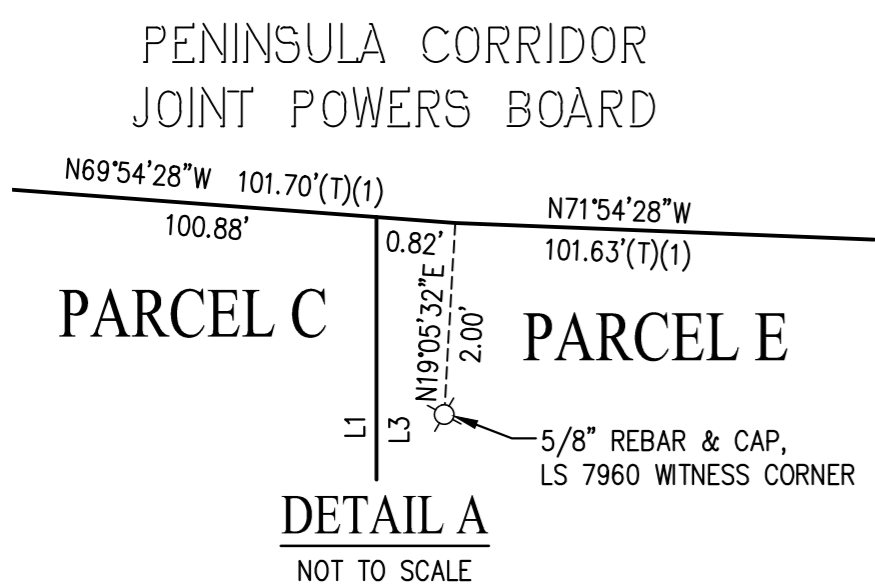 PENINSULA CORRIDOR
JOINT POWERS BOARD
N69°54'28"W 101.70'(T)(1)
100.88'
0.82'
N71°54'28"W
101.63'(T)(1)
PARCEL C
N19°05'32"E
2.00'
PARCEL E
L1
L3
5/8" REBAR & CAP,
LS 7960 WITNESS CORNER
DETAIL A
NOT TO SCALE